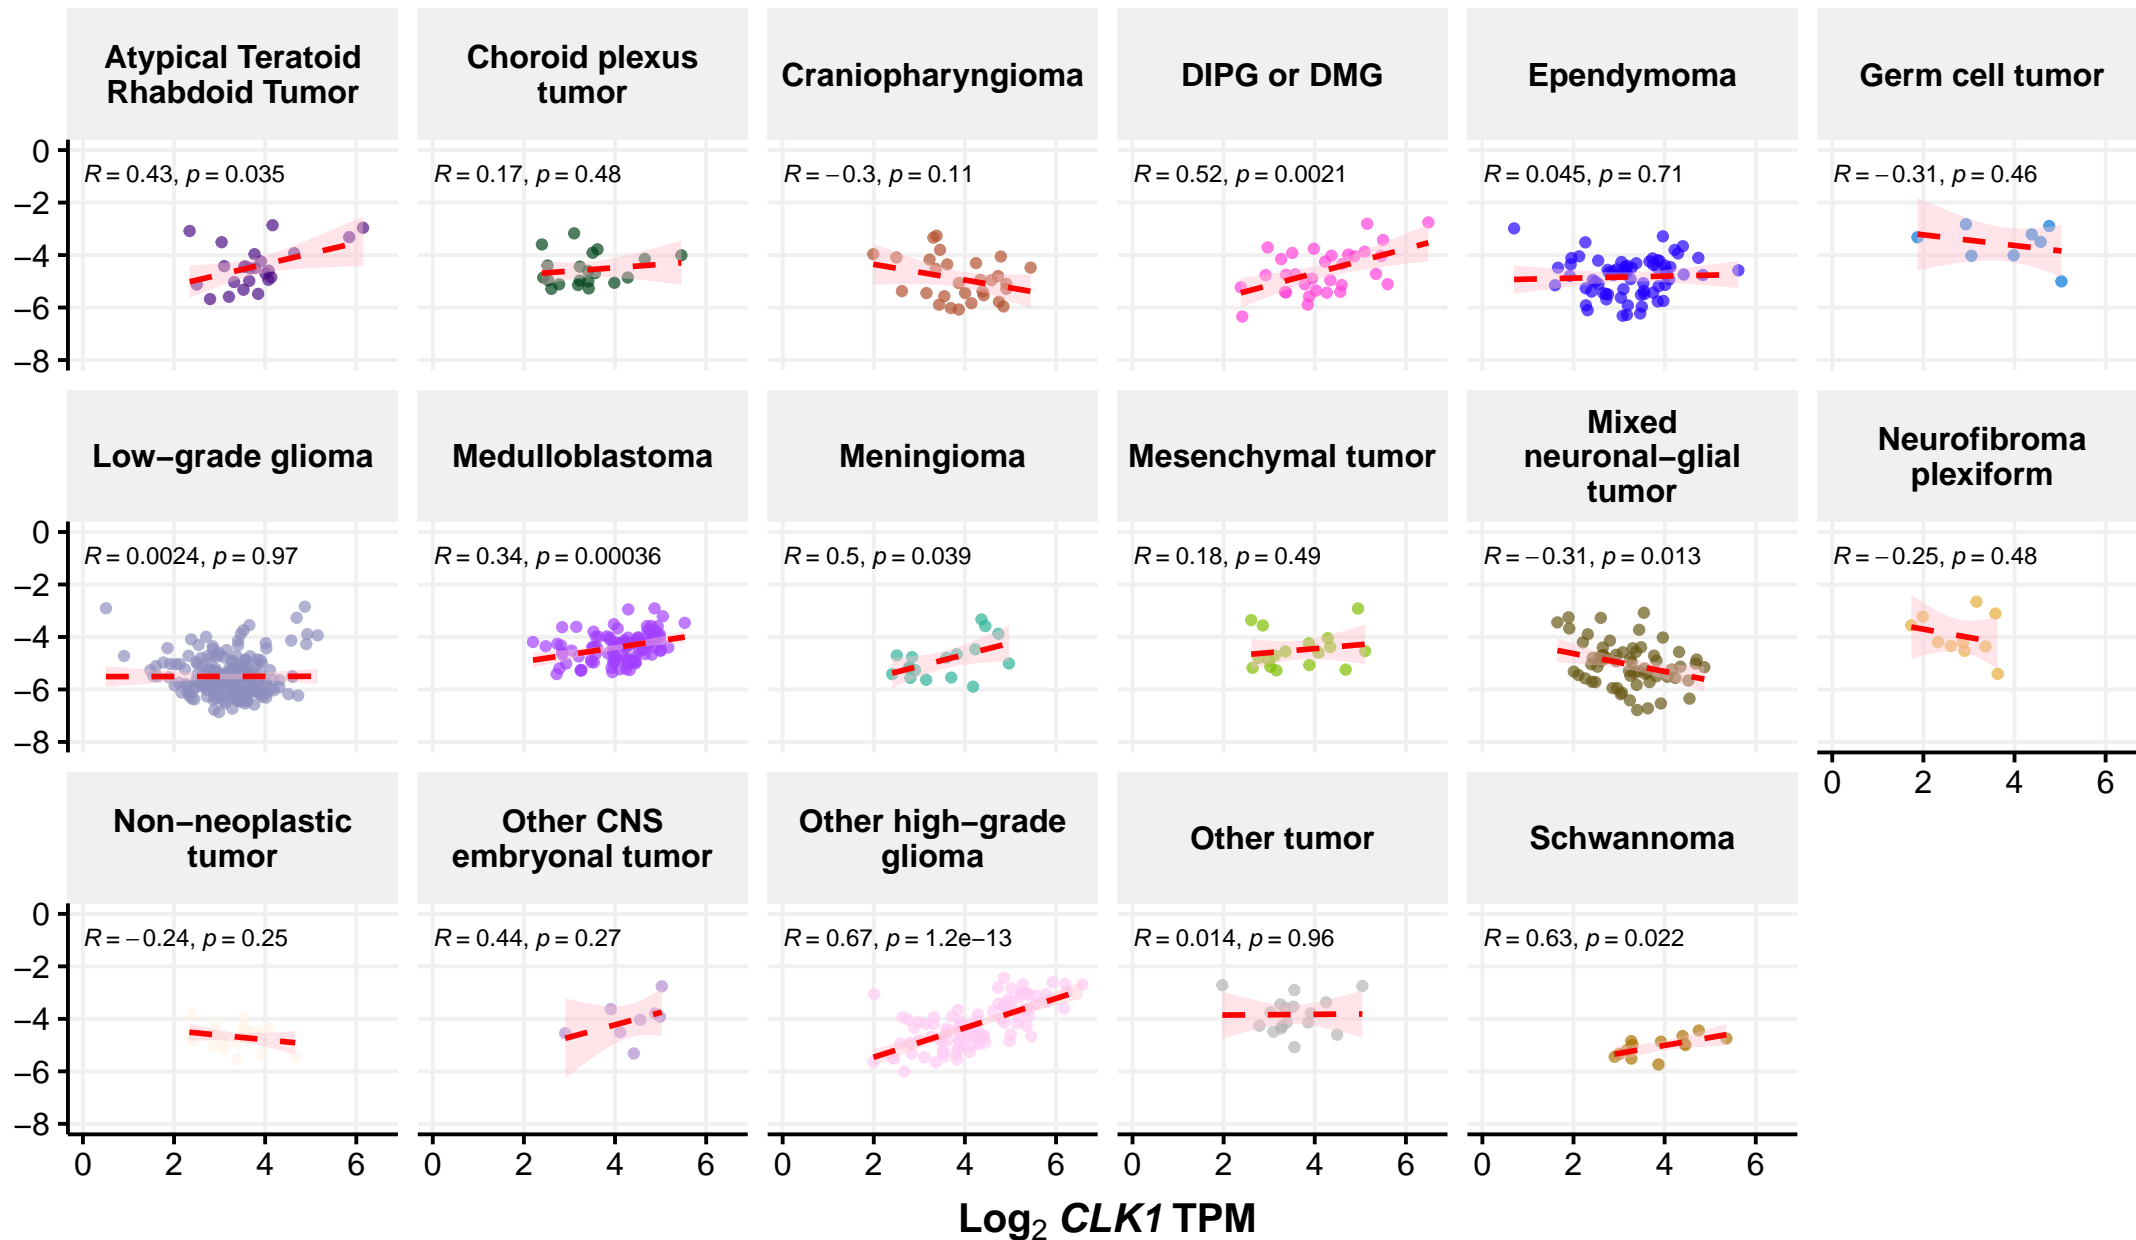 Atypical Teratoid
Rhabdoid Tumor
Choroid plexus
tumor
Craniopharyngioma
DIPG or DMG
Ependymoma
Germ cell tumor
0
−2
−4
−6
−8
R = 0.43, p = 0.035
R = 0.17, p = 0.48
R = −0.3, p = 0.11
R = 0.52, p = 0.0021
R = 0.045, p = 0.71
R = −0.31, p = 0.46
Low−grade glioma
Medulloblastoma
Meningioma
Mesenchymal tumor
Mixed
neuronal−glial
tumor
Neurofibroma
plexiform
0
−2
−4
−6
−8
R = 0.0024, p = 0.97
R = 0.34, p = 0.00036
R = 0.5, p = 0.039
R = 0.18, p = 0.49
R = −0.31, p = 0.013
R = −0.25, p = 0.48
0 2 4 6
Non−neoplastic
tumor
Other CNS
embryonal tumor
Other high−grade
glioma
Other tumor
Schwannoma
0
−2
−4
−6
−8
R = −0.24, p = 0.25
R = 0.44, p = 0.27
R = 0.67, p = 1.2e−13
R = 0.014, p = 0.96
R = 0.63, p = 0.022
0 2 4 6
0 2 4 6
0 2 4 6
0 2 4 6
0 2 4 6
Log₂ CLK1 TPM